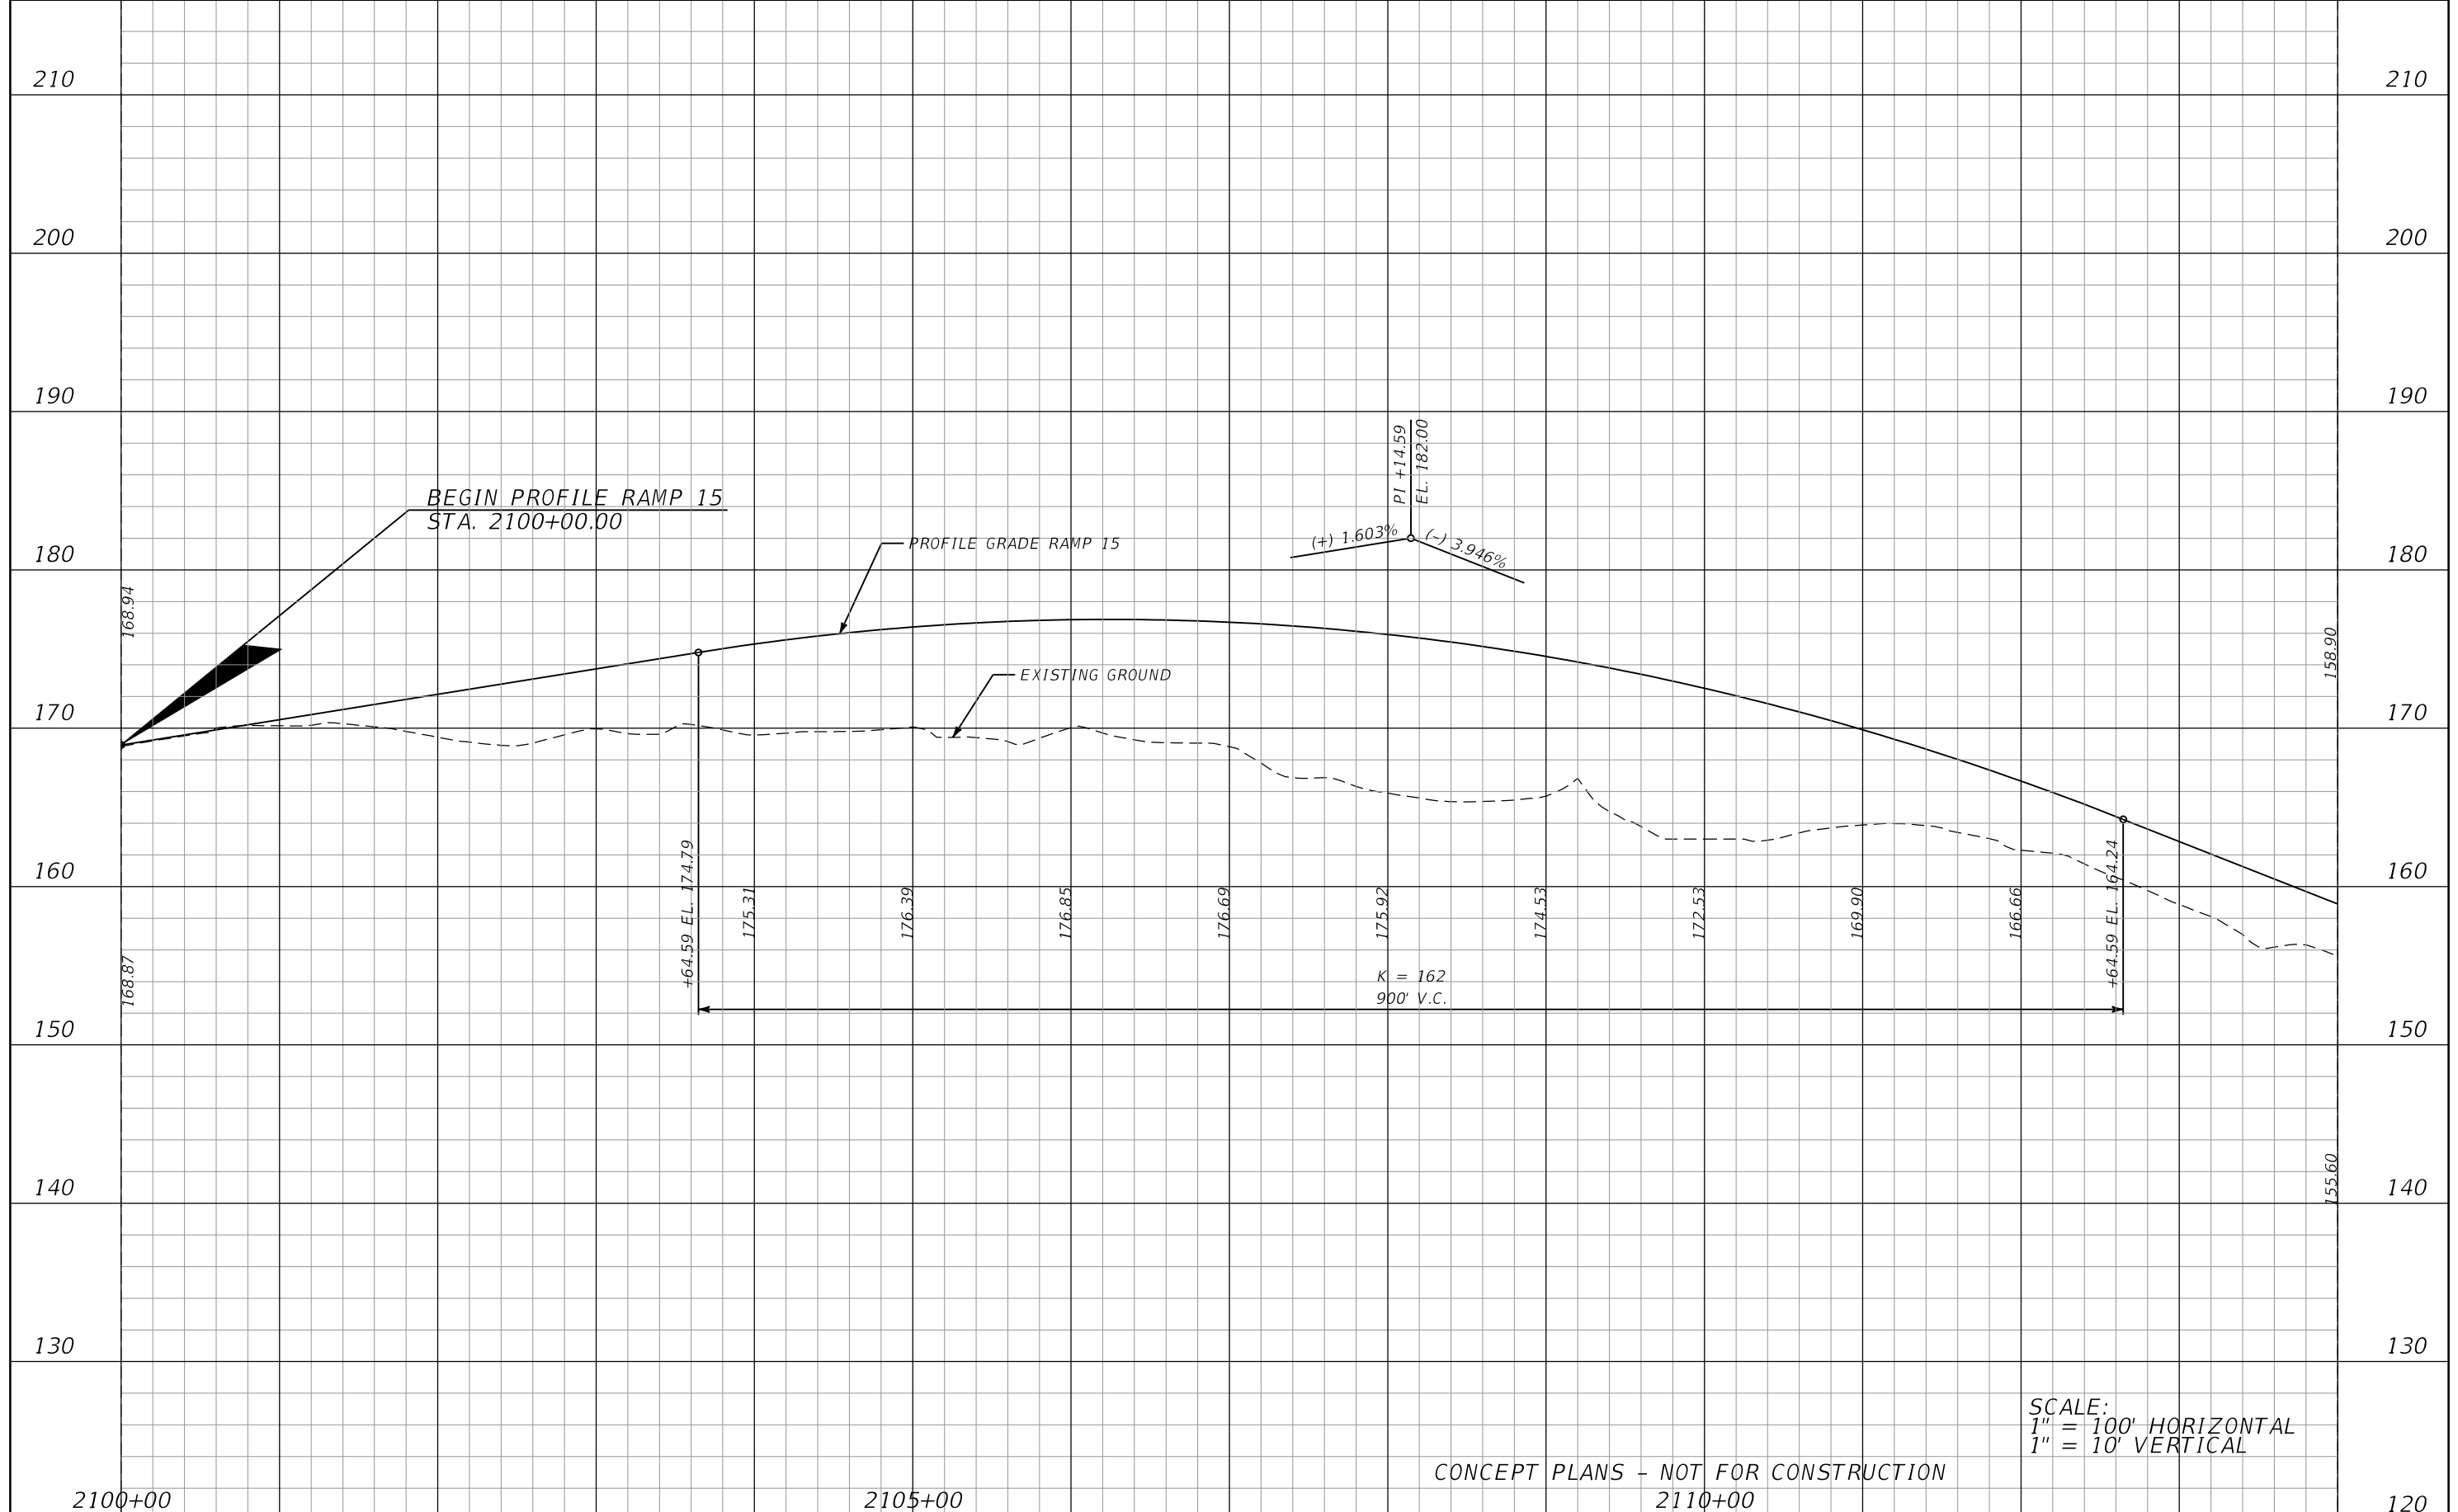 210
210
200
200
190
190
PI +14.59
EL. 182.00
BEGIN PROFILE RAMP 15
STA. 2100+00.00
(+) 1.603%
(-) 3.946%
PROFILE GRADE RAMP 15
180
180
168.94
158.90
EXISTING GROUND
170
170
160
160
+64.59 EL. 174.79
175.31
176.39
176.85
176.69
175.92
174.53
172.53
169.90
166.66
+64.59 EL. 164.24
168.87
K = 162
900' V.C.
150
150
155.60
140
140
130
130
SCALE:
1" = 100' HORIZONTAL
1" = 10' VERTICAL
CONCEPT PLANS - NOT FOR CONSTRUCTION
2100+00
2105+00
2110+00
120